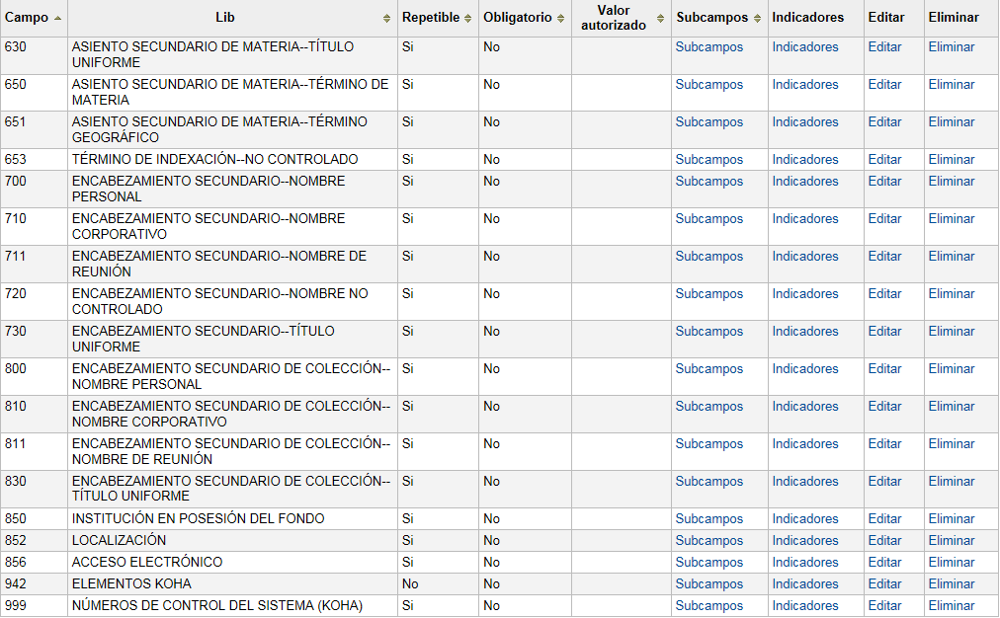 Campo Lib Repetible Obligatorio Valor autorizado Subcampos Indicadores Editar Eliminar
630 ASIENTO SECUNDARIO DE MATERIA--TÍTULO Si No Subcampos Indicadores Editar Eliminar
UNIFORME
650 ASIENTO SECUNDARIO DE MATERIA--TÉRMINO DE Si No Subcampos Indicadores Editar Eliminar
MATERIA
651 ASIENTO SECUNDARIO DE MATERIA--TÉRMINO Si No Subcampos Indicadores Editar Eliminar
GEOGRÁFICO
653 TÉRMINO DE INDEXACIÓN--NO CONTROLADO Si No Subcampos Indicadores Editar Eliminar
700 ENCABEZAMIENTO SECUNDARIO--NOMBRE Si No Subcampos Indicadores Editar Eliminar
PERSONAL
710 ENCABEZAMIENTO SECUNDARIO--NOMBRE Si No Subcampos Indicadores Editar Eliminar
CORPORATIVO
711 ENCABEZAMIENTO SECUNDARIO--NOMBRE DE Si No Subcampos Indicadores Editar Eliminar
REUNIÓN
720 ENCABEZAMIENTO SECUNDARIO--NOMBRE NO Si No Subcampos Indicadores Editar Eliminar
CONTROLADO
730 ENCABEZAMIENTO SECUNDARIO--TÍTULO Si No Subcampos Indicadores Editar Eliminar
UNIFORME
800 ENCABEZAMIENTO SECUNDARIO DE COLECCIÓN-- Si No Subcampos Indicadores Editar Eliminar
NOMBRE PERSONAL
810 ENCABEZAMIENTO SECUNDARIO DE COLECCIÓN-- Si No Subcampos Indicadores Editar Eliminar
NOMBRE CORPORATIVO
811 ENCABEZAMIENTO SECUNDARIO DE COLECCIÓN-- Si No Subcampos Indicadores Editar Eliminar
NOMBRE DE REUNIÓN
830 ENCABEZAMIENTO SECUNDARIO DE COLECCIÓN-- Si No Subcampos Indicadores Editar Eliminar
TÍTULO UNIFORME
850 INSTITUCIÓN EN POSESIÓN DEL FONDO Si No Subcampos Indicadores Editar Eliminar
852 LOCALIZACIÓN Si No Subcampos Indicadores Editar Eliminar
856 ACCESO ELECTRÓNICO Si No Subcampos Indicadores Editar Eliminar
942 ELEMENTOS KOHA No No Subcampos Indicadores Editar Eliminar
999 NÚMEROS DE CONTROL DEL SISTEMA (KOHA) Si No Subcampos Indicadores Editar Eliminar